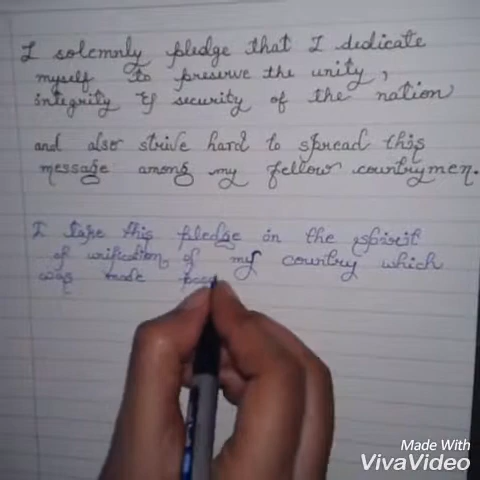 I solemnly pledge that I dedicate
myself to preserve the unity,
integrity & security of the nation
and also strive hard to spread this
message among my fellow countrymen.
I take this pledge in the spirit
of unification of my country which
was made
Made With
VivaVideo